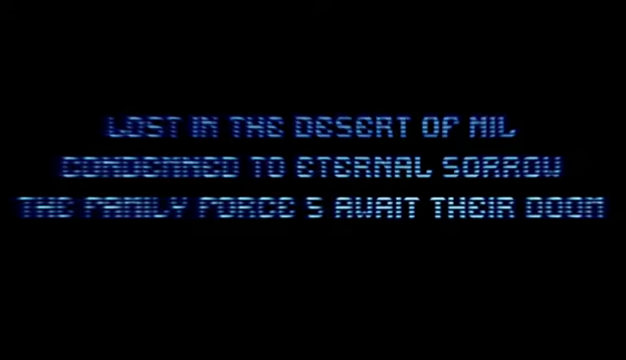 LOST IN THE DESERT OF NIL
CONDEMNED TO ETERNAL SORROW
THE FAMILY FORCE 5 AWAIT THEIR DOOM